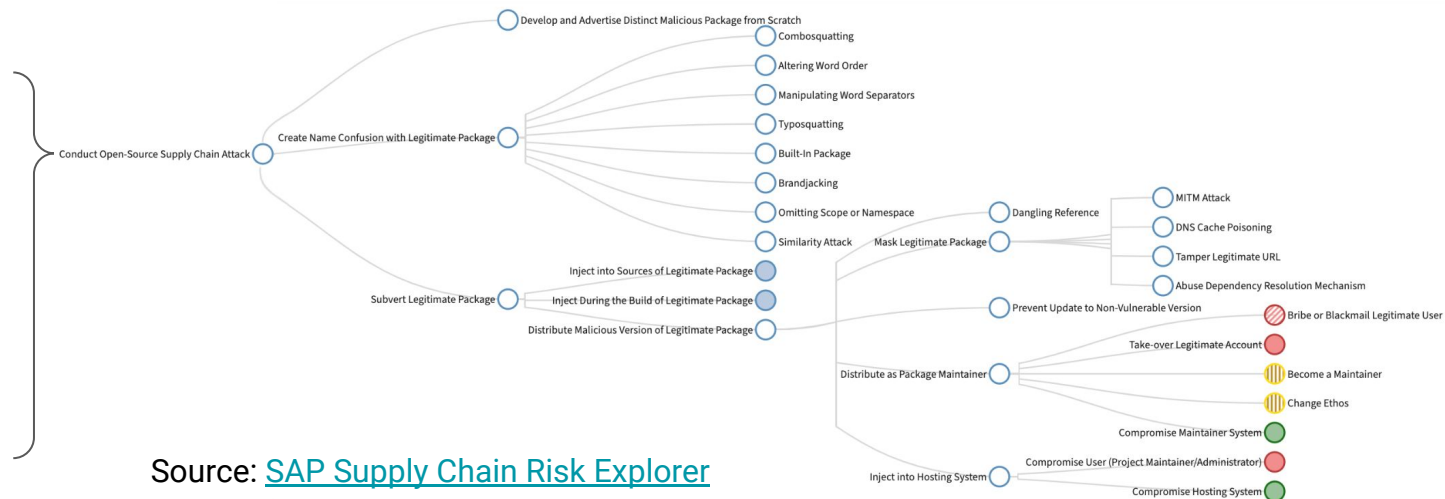 Develop and Advertise Distinct Malicious Package from Scratch
Combosquatting
Altering Word Order
Manipulating Word Separators
Typosquatting
Create Name Confusion with Legitimate Package
Conduct Open-Source Supply Chain Attack
Built-In Package
Brandjacking
Omitting Scope or Namespace
Similarity Attack
Inject into Sources of Legitimate Package
Subvert Legitimate Package
Inject During the Build of Legitimate Package
Distribute Malicious Version of Legitimate Package
Dangling Reference
Mask Legitimate Package
MITM Attack
DNS Cache Poisoning
Tamper Legitimate URL
Abuse Dependency Resolution Mechanism
Prevent Update to Non-Vulnerable Version
Distribute as Package Maintainer
Bribe or Blackmail Legitimate User
Take-over Legitimate Account
Become a Maintainer
Change Ethos
Compromise Maintainer System
Inject into Hosting System
Compromise User (Project Maintainer/Administrator)
Compromise Hosting System
Source: SAP Supply Chain Risk Explorer